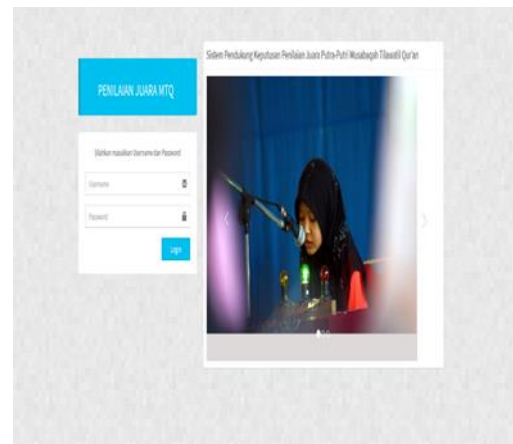 Sistem Pendukung Keputusan Penilaian Juara Putra-Putri Musabaqah Tilawatil Qur'an
PENILAIAN JUARA MTQ
Silahkan masukkan Username dan Password
Username
Password
Login